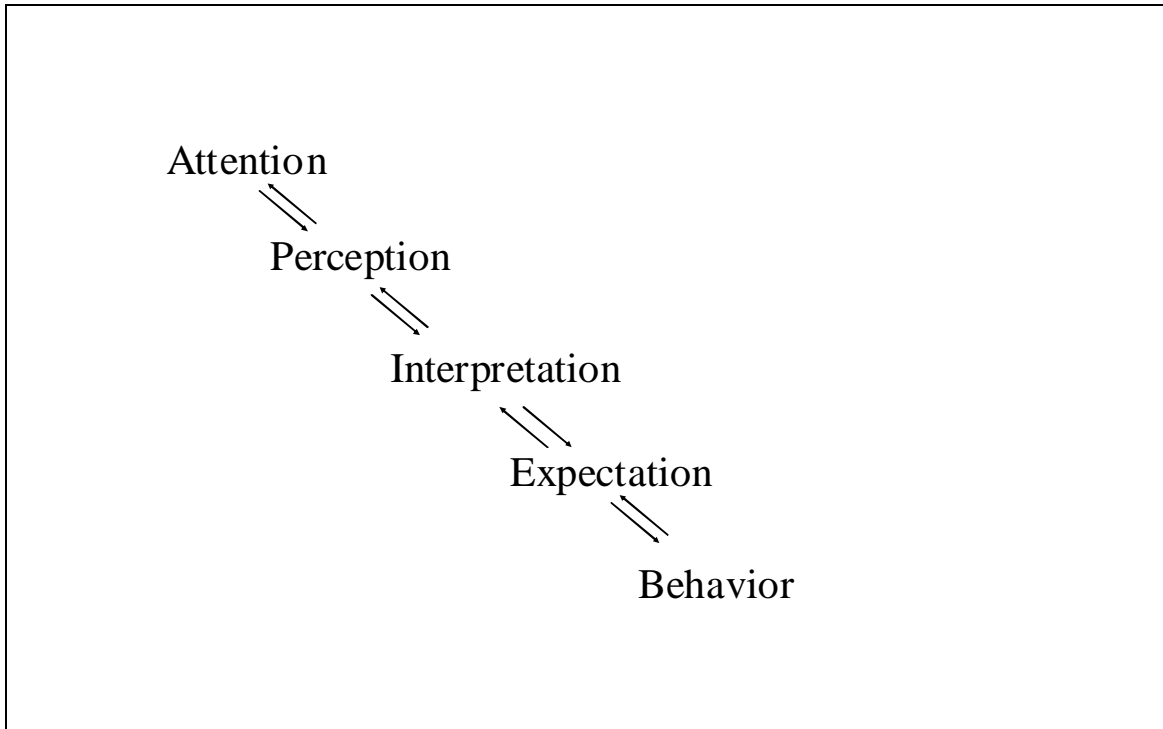 Attention
Perception
Interpretation
Expectation
Behavior